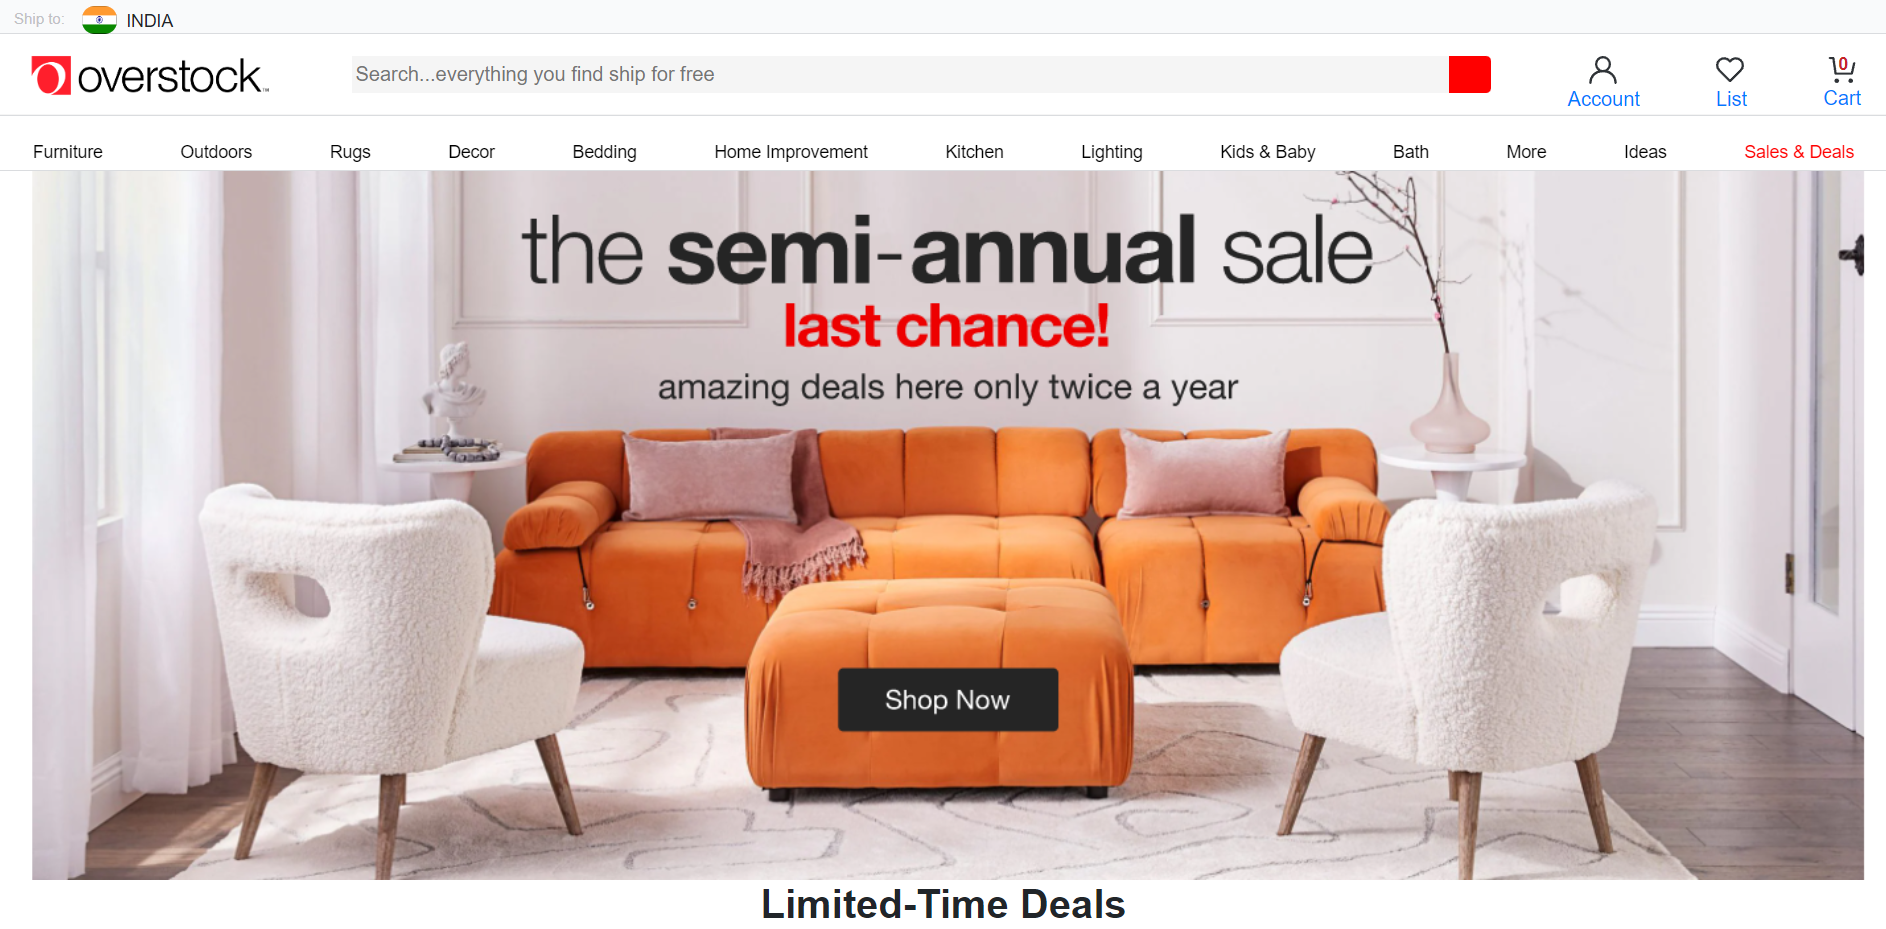 Ship to: INDIA
overstock™
Search...everything you find ship for free
Account
List
0
Cart
Furniture Outdoors Rugs Decor Bedding Home Improvement Kitchen Lighting Kids & Baby Bath More Ideas Sales & Deals
the semi-annual sale
last chance!
amazing deals here only twice a year
Shop Now
Limited-Time Deals